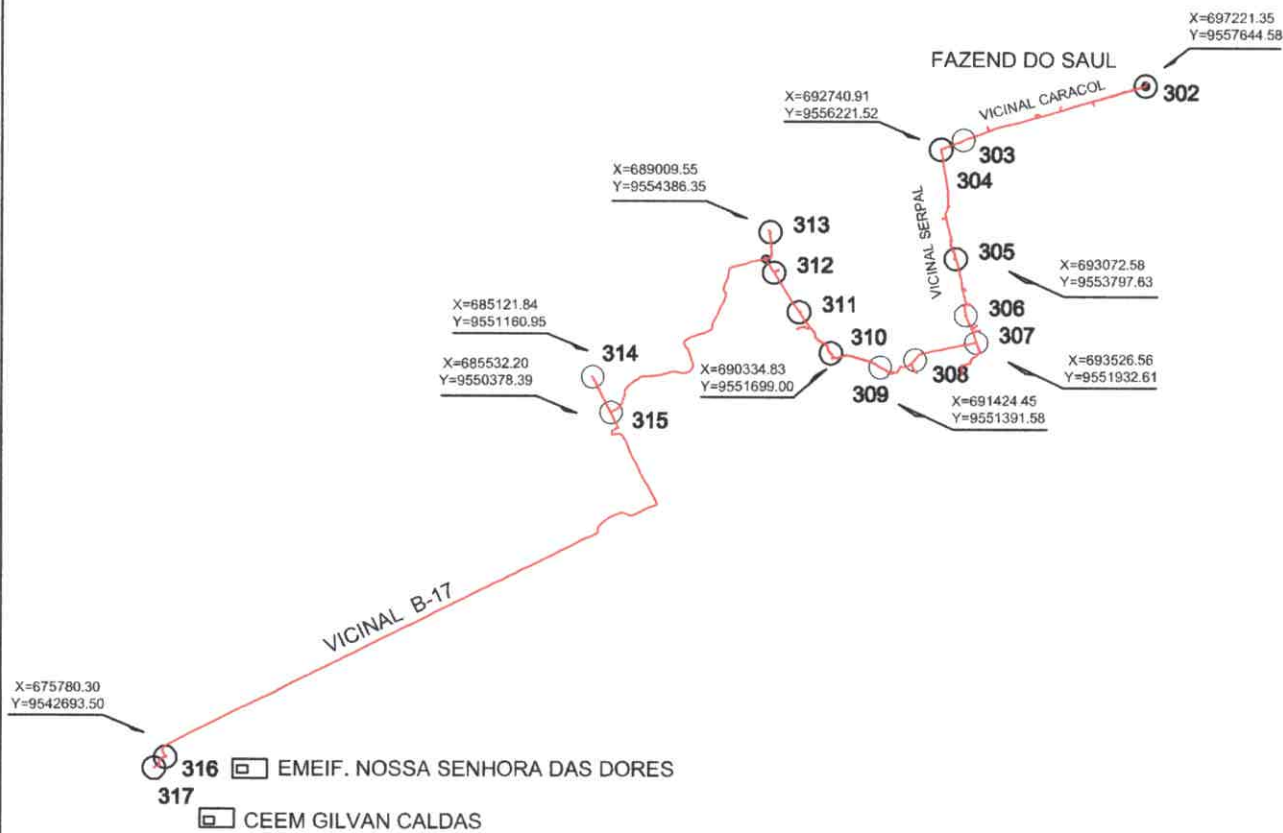 X=697221.35
Y=9557644.58
FAZEND DO SAUL
VICINAL CARACOL
302
X=692740.91
Y=9556221.52
303
304
X=689009.55
Y=9554386.35
313
VICINAL SERPAL
305
312
X=693072.58
Y=9553797.63
X=685121.84
Y=9551160.95
311
306
310
307
314
X=685532.20
Y=9550378.39
308
X=693526.56
Y=9551932.61
X=690334.83
Y=9551699.00
309
X=691424.45
Y=9551391.58
315
VICINAL B-17
X=675780.30
Y=9542693.50
316
EMEIF. NOSSA SENHORA DAS DORES
317
CEEM GILVAN CALDAS